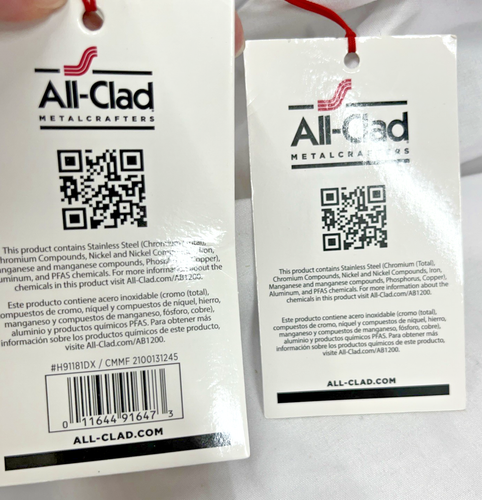 All-Clad
METALCRAFTERS
This product contains Stainless Steel (Chromium (Total),
Chromium Compounds, Nickel and Nickel Compounds, Iron,
Manganese and manganese compounds, Phosphorus, Copper),
Aluminum, and PFAS chemicals. For more information about the
chemicals in this product visit All-Clad.com/AB1200.
Este producto contiene acero inoxidable (cromo (total),
compuestos de cromo, niquel y compuestos de níquel, hierro,
manganeso y compuestos de manganeso, fósforo, cobre),
aluminio y productos químicos PFAS. Para obtener más
información sobre los productos químicos de este producto,
visite All-Clad.com/AB1200.
#H91181DX / CMMF 2100131245
0 11644 91647 3
ALL-CLAD.COM
All-Clad
METALCRAFTERS
This product contains Stainless Steel (Chromium (Total),
Chromium Compounds, Nickel and Nickel Compounds, Iron,
Manganese and manganese compounds, Phosphorus, Copper),
Aluminum, and PFAS chemicals. For more information about the
chemicals in this product visit All-Clad.com/AB1200.
Este producto contiene acero inoxidable (cromo (total),
compuestos de cromo, niquel y compuestos de níquel, hierro,
manganeso y compuestos de manganeso, fósforo, cobre),
aluminio y productos químicos PFAS. Para obtener más
información sobre los productos químicos de este producto,
visite All-Clad.com/AB1200.
ALL-CLAD.COM